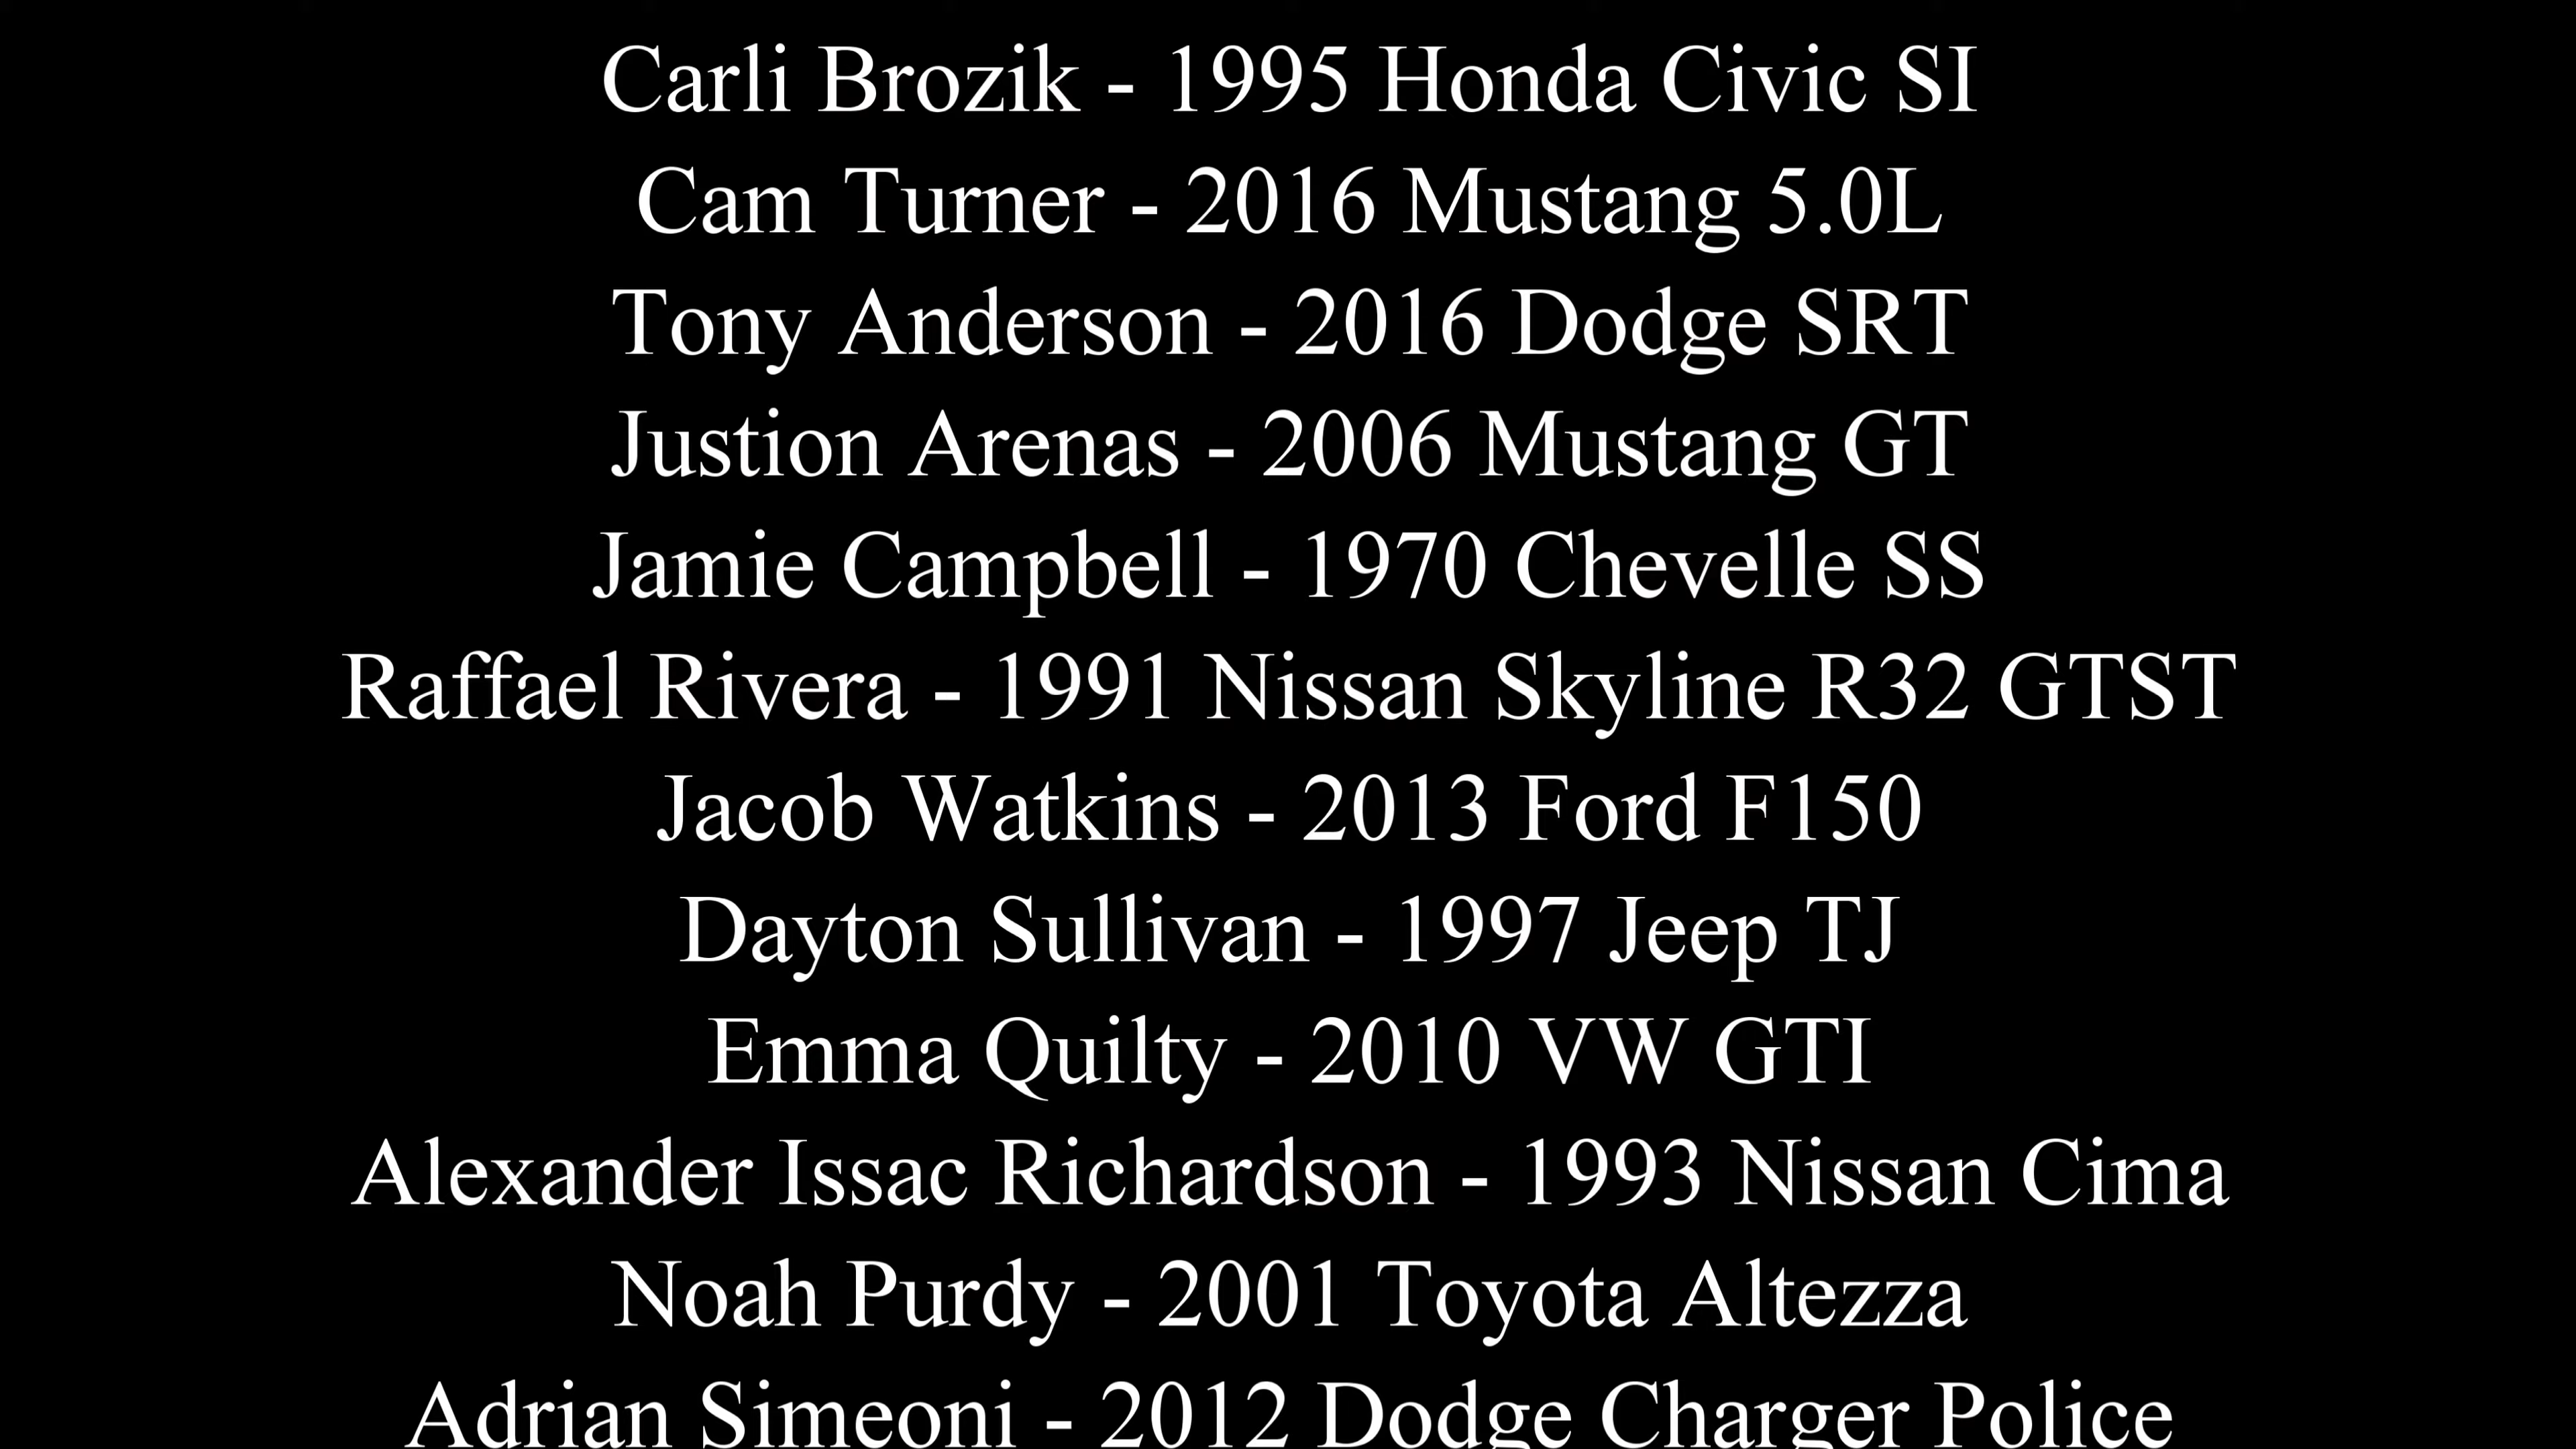 Carli Brozik - 1995 Honda Civic SI
Cam Turner - 2016 Mustang 5.0L
Tony Anderson - 2016 Dodge SRT
Justion Arenas - 2006 Mustang GT
Jamie Campbell - 1970 Chevelle SS
Raffael Rivera - 1991 Nissan Skyline R32 GTST
Jacob Watkins - 2013 Ford F150
Dayton Sullivan - 1997 Jeep TJ
Emma Quilty - 2010 VW GTI
Alexander Issac Richardson - 1993 Nissan Cima
Noah Purdy - 2001 Toyota Altezza
Adrian Simeoni - 2012 Dodge Charger Police